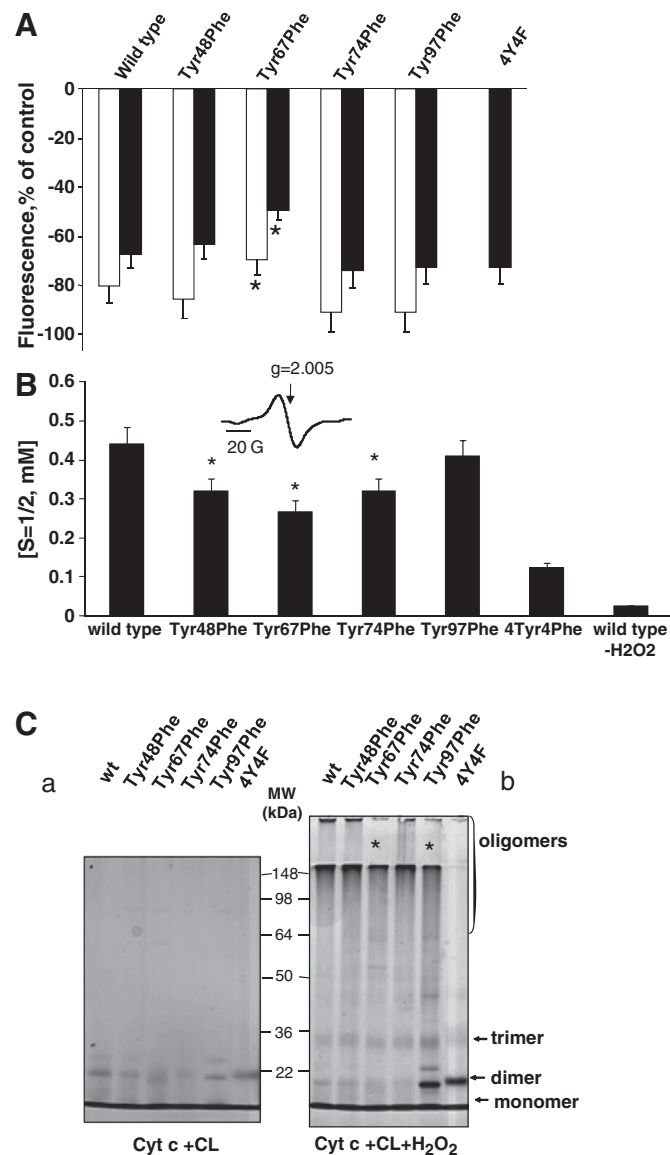 A
Wild type
Tyr48Phe
Tyr67Phe
Tyr74Phe
Tyr97Phe
4Y4F
Fluorescence,% of control
0
-20
-40
-60
-80
-100
*
*
B
[S=1/2, mM]
0.6
0.5
0.4
0.3
0.2
0.1
0
g=2.005
20 G
*
*
*
wild type
Tyr48Phe
Tyr67Phe
Tyr74Phe
Tyr97Phe
4Tyr4Phe
wild type
-H2O2
C
a
wt
Tyr48Phe
Tyr67Phe
Tyr74Phe
Tyr97Phe
4Y4F
MW
(kDa)
148
98
64
50
36
22
b
wt
Tyr48Phe
Tyr67Phe
Tyr74Phe
Tyr97Phe
4Y4F
*
*
oligomers
trimer
dimer
monomer
Cyt c +CL
Cyt c +CL+H₂O₂